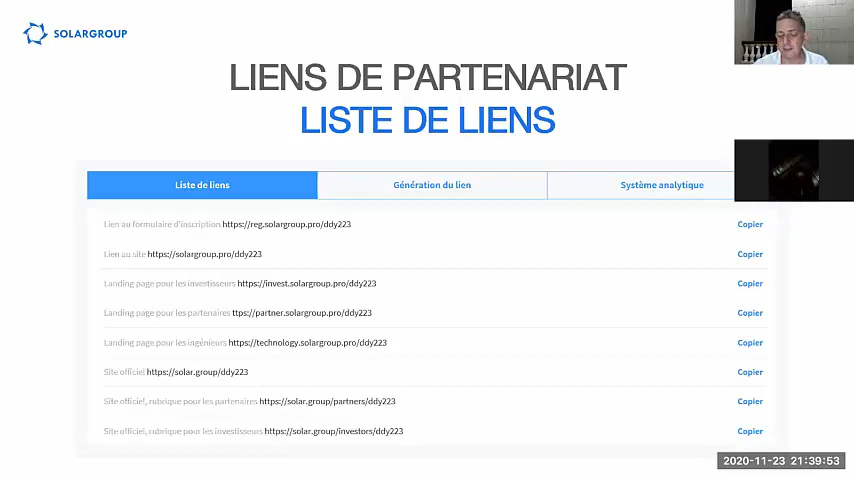 SOLARGROUP
LIENS DE PARTENARIAT
LISTE DE LIENS
Liste de liens
Génération du lien
Système analytique
Lien au formulaire d'inscription https://reg.solargroup.pro/ddy223 Copier
Lien au site https://solargroup.pro/ddy223 Copier
Landing page pour les investisseurs https://invest.solargroup.pro/ddy223 Copier
Landing page pour les partenaires ttps://partner.solargroup.pro/ddy223 Copier
Landing page pour les ingénieurs https://technology.solargroup.pro/ddy223 Copier
Site officiel https://solar.group/ddy223 Copier
Site officiel, rubrique pour les partenaires https://solar.group/partners/ddy223 Copier
Site officiel, rubrique pour les investisseurs https://solar.group/investors/ddy223 Copier
2020-11-23 21:39:53